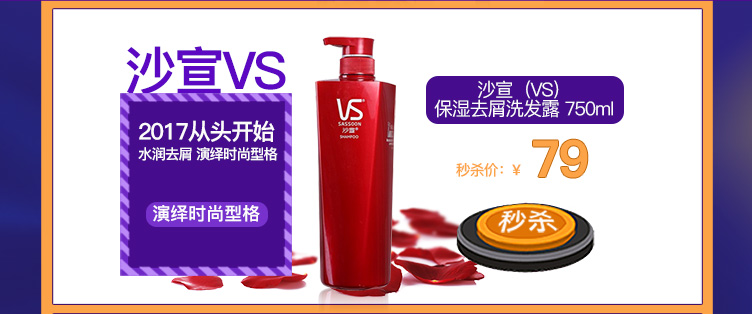 沙宣VS
2017从头开始
水润去屑 演绎时尚型格
演绎时尚型格
VS
SASSOON
沙宣
SHAMPOO
沙宣（VS）
保湿去屑洗发露 750ml
秒杀价：¥ 79
秒杀